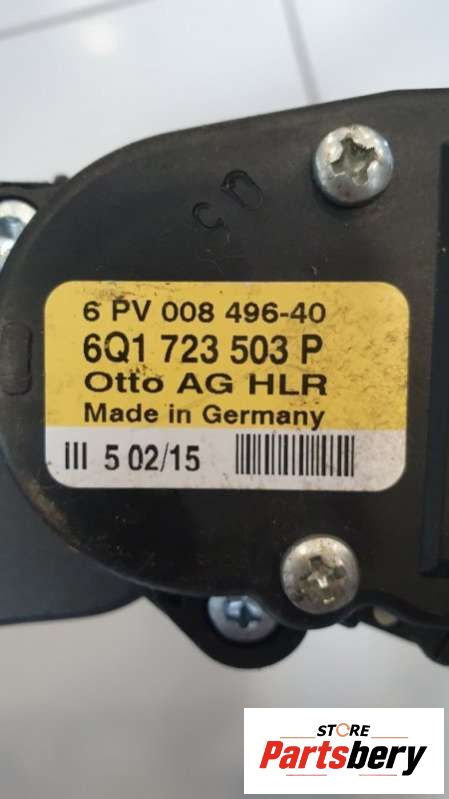 6 PV 008 496-40
6Q1 723 503 P
Otto AG HLR
Made in Germany
III 5 02/15
STORE
Partsbery